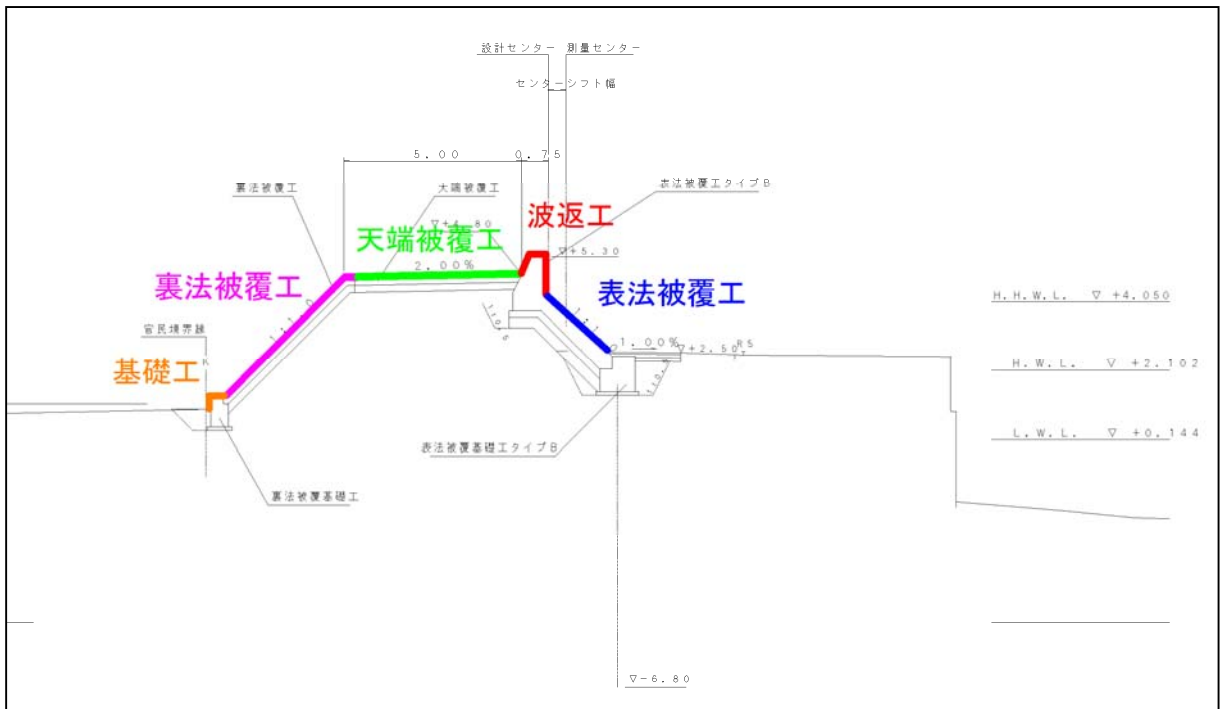 設計センター 測量センター
センターシフト幅
5.00 0.75
裏法被覆工 天端被覆工 表法被覆工タイプB
波返工
▽+4.80
天端被覆工
▽+5.30
2.00%
裏法被覆工 表法被覆工
H.H.W.L. ▽ +4.050
官民境界線
1.00% ▽+2.50
基礎工
H.W.L. ▽ +2.102
L.W.L. ▽ +0.144
表法被覆基礎工タイプB
裏法被覆基礎工
▽-6.80